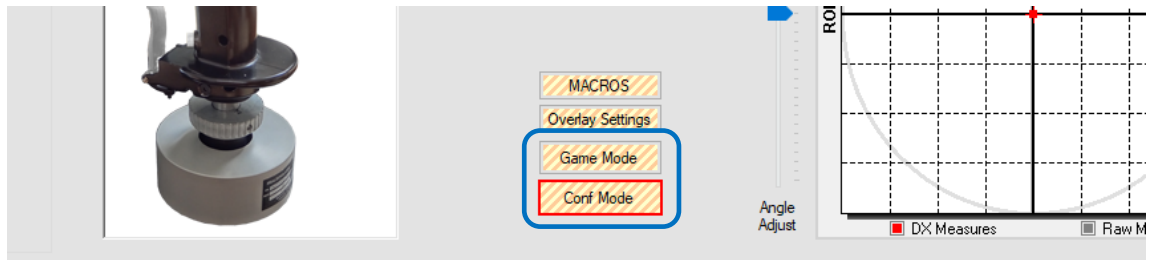 MACROS
Overlay Settings
Game Mode
Conf Mode
Angle
Adjust
DX Measures
Raw M